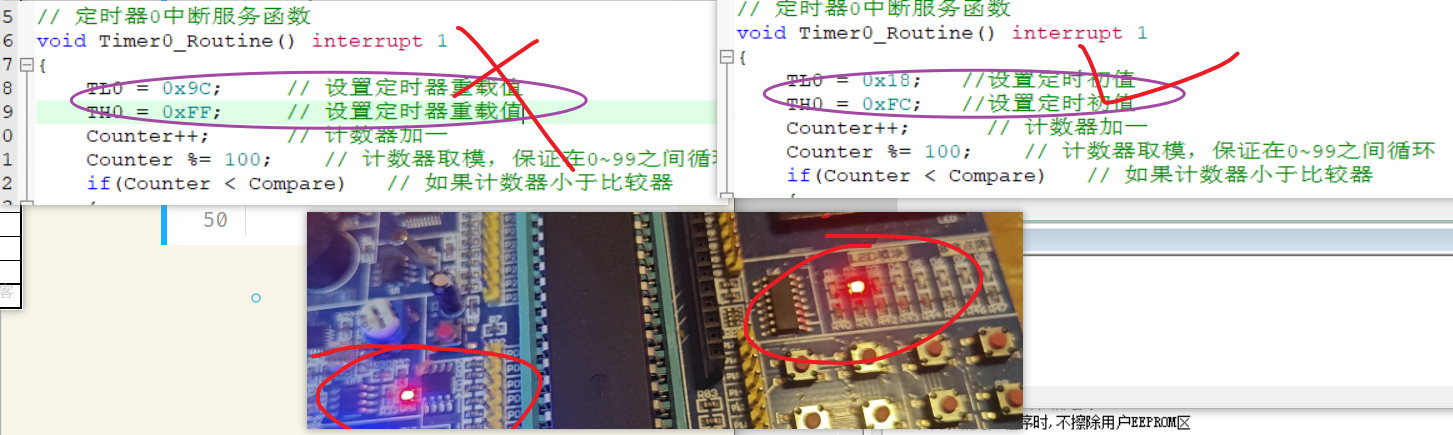 5 // 定时器0中断服务函数
6 void Timer0_Routine() interrupt 1
7 {
8 TL0 = 0x9C; // 设置定时器重载值
9 TH0 = 0xFF; // 设置定时器重载值
0 Counter++; // 计数器加一
1 Counter %= 100; // 计数器取模，保证在0~99之间循环
2 if(Counter < Compare) // 如果计数器小于比较器
// 定时器0中断服务函数
void Timer0_Routine() interrupt 1
{
TL0 = 0x18; //设置定时初值
TH0 = 0xFC; //设置定时初值
Counter++; // 计数器加一
Counter %= 100; // 计数器取模，保证在0~99之间循环
if(Counter < Compare) // 如果计数器小于比较器
50
客
LED
R83
序时,不擦除用户EEPROM区